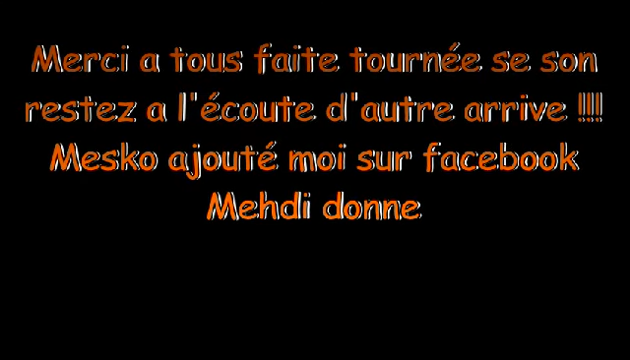 Merci a tous faite tournée se son
restez a l'écoute d'autre arrive !!!!
Mesko ajouté moi sur facebook
Mehdi donne